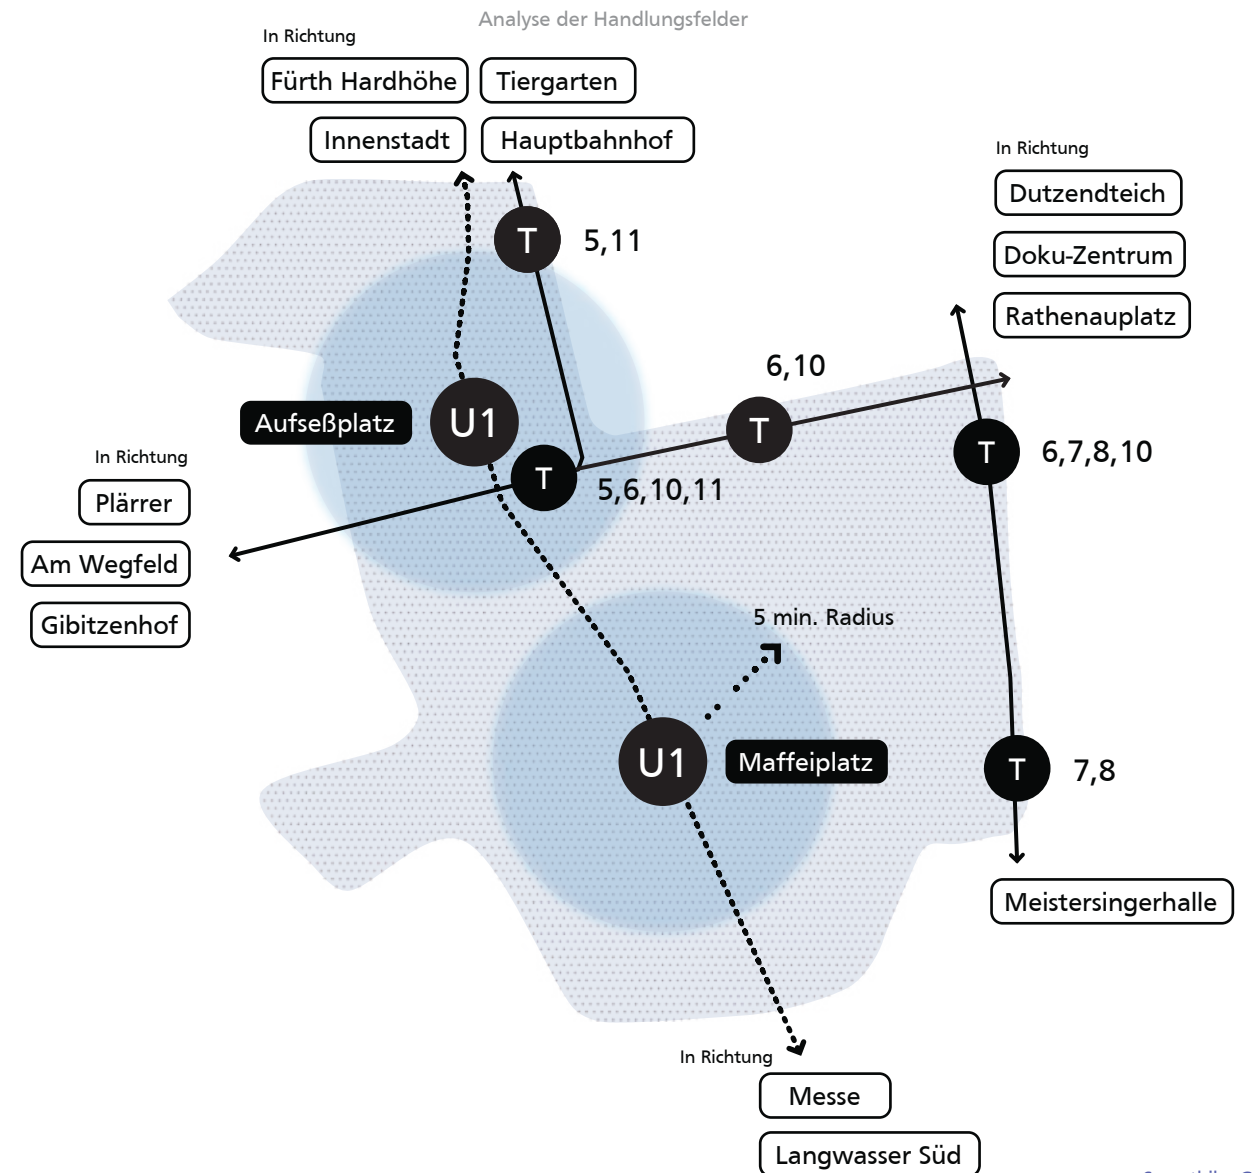 Analyse der Handlungsfelder
In Richtung
Fürth Hardhöhe
Tiergarten
Innenstadt
Hauptbahnhof
In Richtung
Dutzendteich
Doku-Zentrum
Rathenauplatz
T
5,11
6,10
T
Aufseßplatz
U1
T
6,7,8,10
In Richtung
Plärrer
T
5,6,10,11
Am Wegfeld
Gibitzenhof
5 min. Radius
U1
Maffeiplatz
T
7,8
Meistersingerhalle
In Richtung
Messe
Langwasser Süd